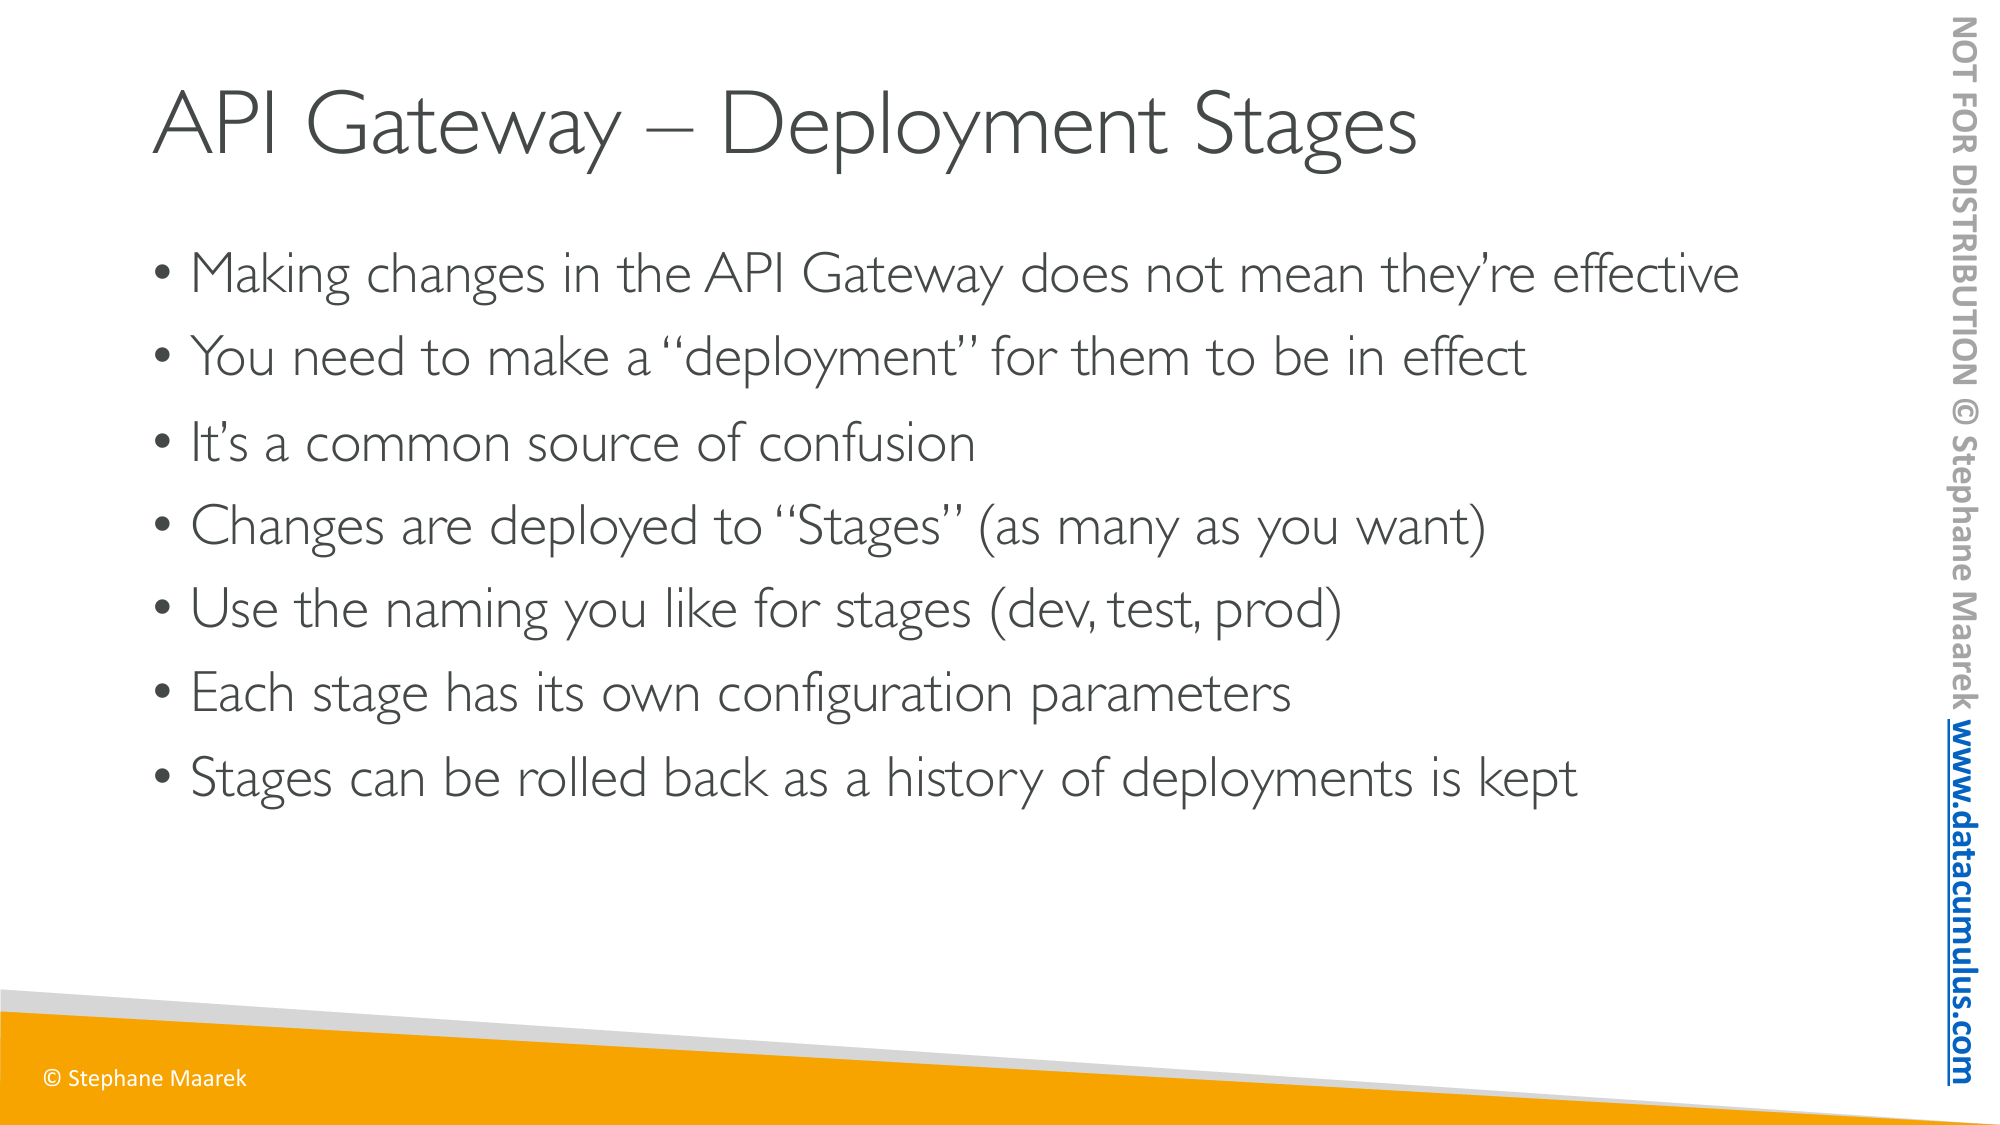 API Gateway – Deployment Stages
• Making changes in the API Gateway does not mean they’re effective
• You need to make a “deployment” for them to be in effect
• It’s a common source of confusion
• Changes are deployed to “Stages” (as many as you want)
• Use the naming you like for stages (dev, test, prod)
• Each stage has its own configuration parameters
• Stages can be rolled back as a history of deployments is kept
© Stephane Maarek
NOT FOR DISTRIBUTION © Stephane Maarek www.datacumulus.com